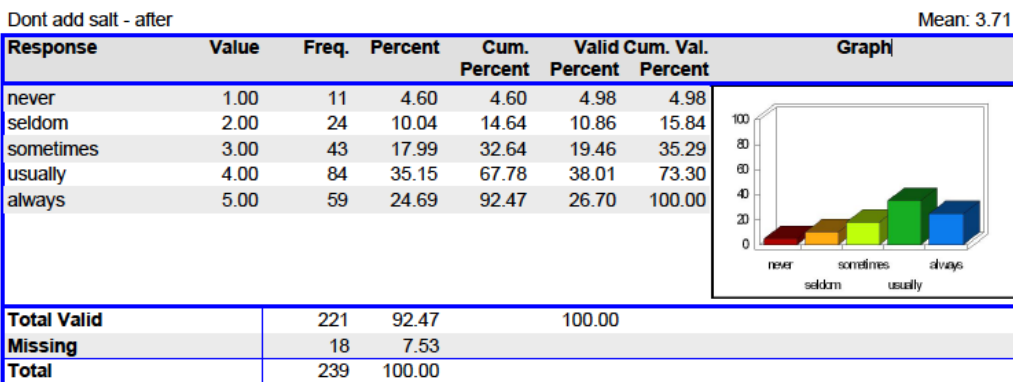 Dont add salt - after Mean: 3.71
Response Value Freq. Percent Cum. Percent Valid Percent Cum. Val. Percent Graph
never 1.00 11 4.60 4.60 4.98 4.98
seldom 2.00 24 10.04 14.64 10.86 15.84
sometimes 3.00 43 17.99 32.64 19.46 35.29
usually 4.00 84 35.15 67.78 38.01 73.30
always 5.00 59 24.69 92.47 26.70 100.00
100
80
60
40
20
0
never sometimes always
seldom usually
Total Valid 221 92.47 100.00
Missing 18 7.53
Total 239 100.00